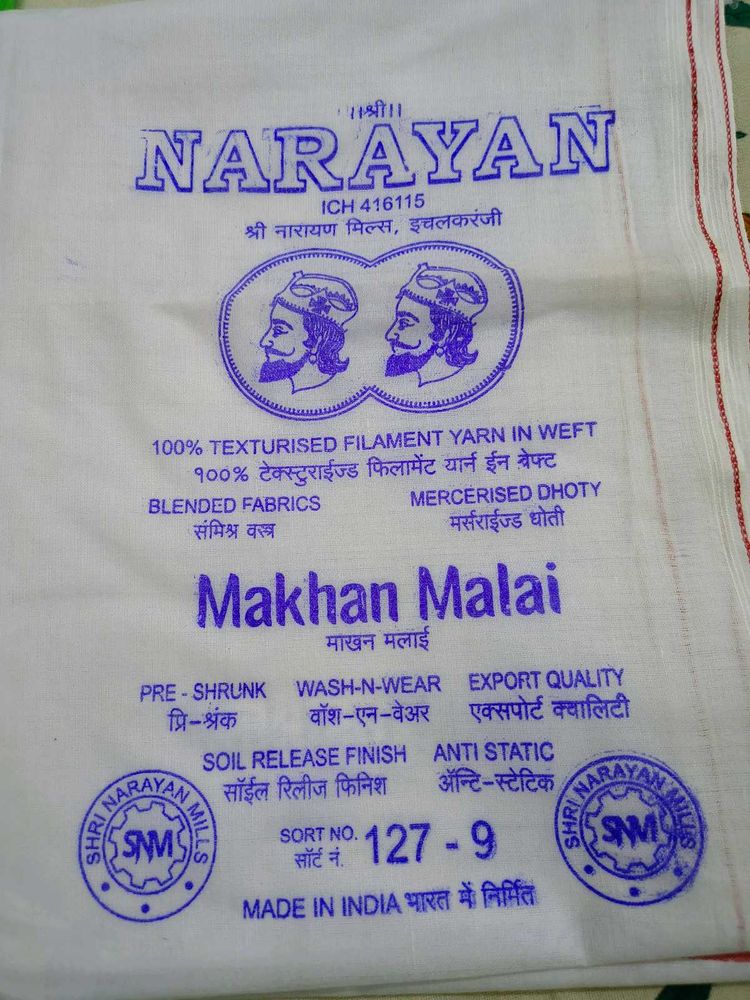 ।।श्री।।
NARAYAN
ICH 416115
श्री नारायण मिल्स, इचलकरंजी
100% TEXTURISED FILAMENT YARN IN WEFT
१००% टेक्स्टुराईज्ड फिलामेंट यार्न ईन वेफ्ट
BLENDED FABRICS MERCERISED DHOTY
संमिश्र वस्त्र मर्सराईज्ड धोती
Makhan Malai
माखन मलाई
PRE - SHRUNK WASH-N-WEAR EXPORT QUALITY
प्रि-श्रंक वॉश-एन-वेअर एक्सपोर्ट क्वालिटी
SOIL RELEASE FINISH ANTI STATIC
सॉईल रिलीज फिनिश ॲन्टि-स्टेटिक
SHRI NARAYAN MILLS
SNM
SORT NO. 127 - 9
सॉर्ट नं.
SHRI NARAYAN MILLS
SNM
MADE IN INDIA भारत में निर्मित